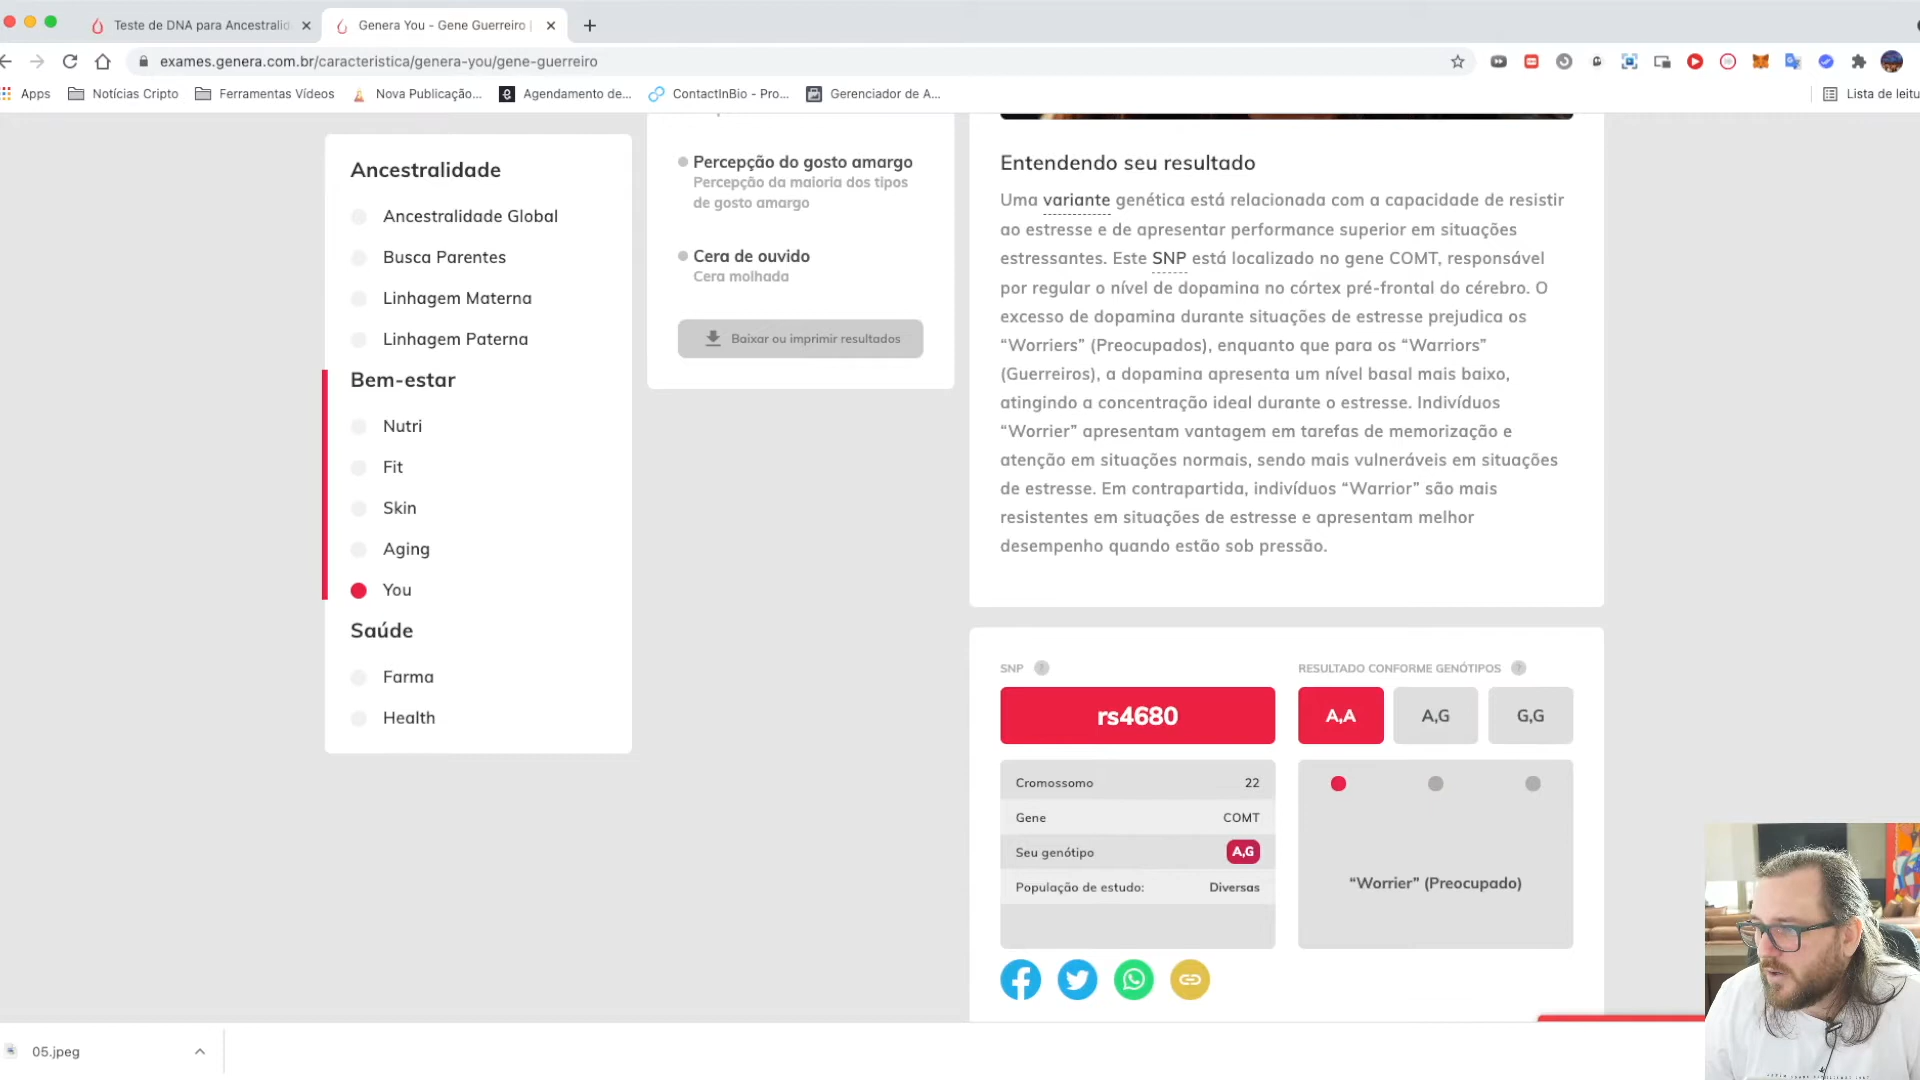 Teste de DNA para Ancestralid
Genera You - Gene Guerreiro |
exames.genera.com.br/caracteristica/genera-you/gene-guerreiro
Apps
Notícias Cripto
Ferramentas Vídeos
Nova Publicação...
Agendamento de...
ContactInBio - Pro...
Gerenciador de A...
Lista de leitu
Ancestralidade
Ancestralidade Global
Busca Parentes
Linhagem Materna
Linhagem Paterna
Bem-estar
Nutri
Fit
Skin
Aging
You
Saúde
Farma
Health
Percepção do gosto amargo
Percepção da maioria dos tipos
de gosto amargo
Cera de ouvido
Cera molhada
Baixar ou imprimir resultados
Entendendo seu resultado
Uma variante genética está relacionada com a capacidade de resistir
ao estresse e de apresentar performance superior em situações
estressantes. Este SNP está localizado no gene COMT, responsável
por regular o nível de dopamina no córtex pré-frontal do cérebro. O
excesso de dopamina durante situações de estresse prejudica os
“Worriers” (Preocupados), enquanto que para os “Warriors”
(Guerreiros), a dopamina apresenta um nível basal mais baixo,
atingindo a concentração ideal durante o estresse. Indivíduos
“Worrier” apresentam vantagem em tarefas de memorização e
atenção em situações normais, sendo mais vulneráveis em situações
de estresse. Em contrapartida, indivíduos “Warrior” são mais
resistentes em situações de estresse e apresentam melhor
desempenho quando estão sob pressão.
SNP ?
rs4680
Cromossomo 22
Gene COMT
Seu genótipo A,G
População de estudo: Diversas
RESULTADO CONFORME GENÓTIPOS ?
A,A A,G G,G
“Worrier” (Preocupado)
05.jpeg